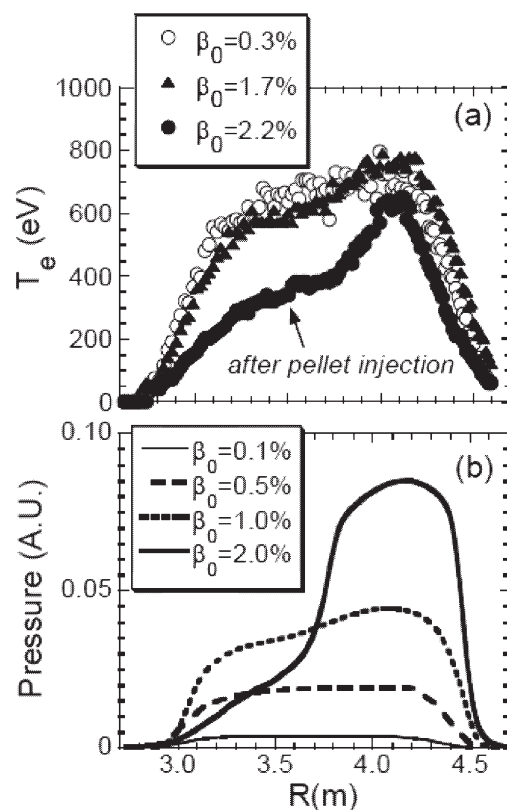 β₀=0.3%
β₀=1.7%
β₀=2.2%
(a)
1000
800
600
400
200
0
Tₑ (eV)
after pellet injection
β₀=0.1%
β₀=0.5%
β₀=1.0%
β₀=2.0%
(b)
0.10
0.05
0
Pressure (A.U.)
3.0 3.5 4.0 4.5
R(m)